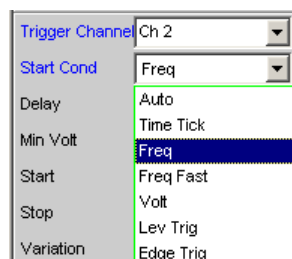 Trigger Channel Ch 2
Start Cond Freq
Delay Auto
Time Tick
Min Volt Freq
Start Freq Fast
Stop Volt
Lev Trig
Variation Edge Trig